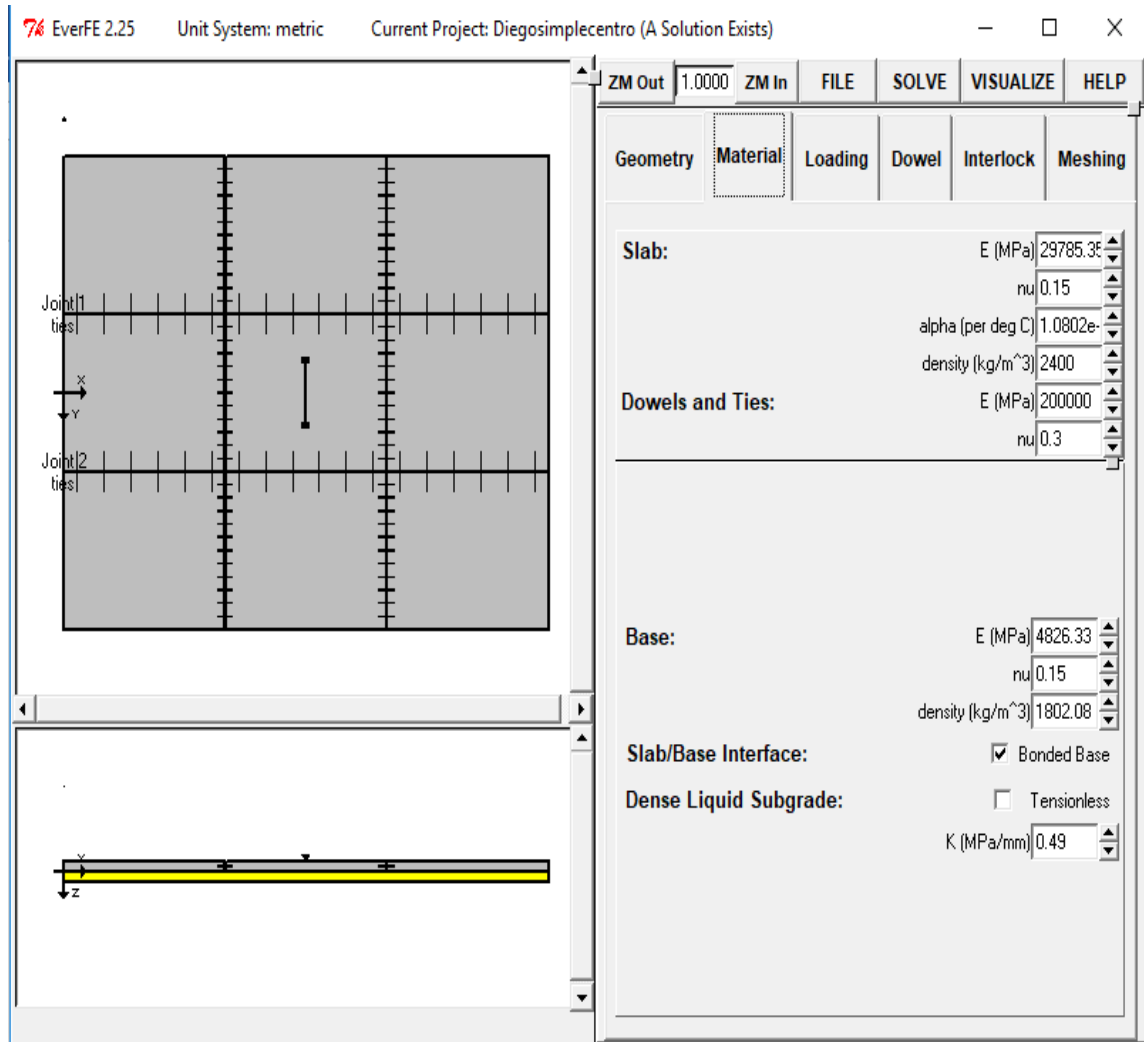 EverFE 2.25 Unit System: metric Current Project: Diegosimplecentro (A Solution Exists)
ZM Out 1.0000 ZM In FILE SOLVE VISUALIZE HELP
Geometry Material Loading Dowel Interlock Meshing
Joint 1
ties
X
Y
Joint 2
ties
X
Z
Slab: E (MPa) 29785.35
nu 0.15
alpha (per deg C) 1.0802e-
density (kg/m^3) 2400
Dowels and Ties: E (MPa) 200000
nu 0.3
Base: E (MPa) 4826.33
nu 0.15
density (kg/m^3) 1802.08
Slab/Base Interface: Bonded Base
Dense Liquid Subgrade: Tensionless
K (MPa/mm) 0.49